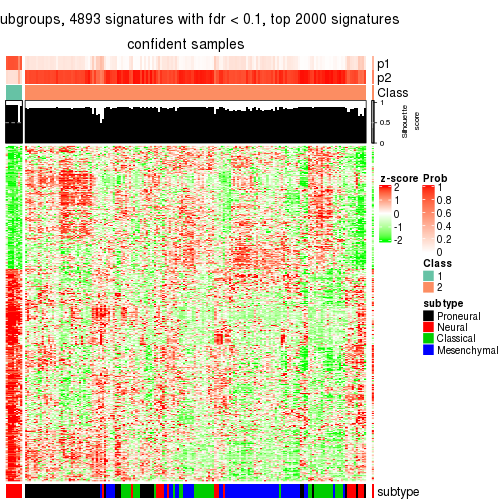 ubgroups, 4893 signatures with fdr < 0.1, top 2000 signatures
confident samples
p1
p2
Class
1
0.5
0
Silhouette
score
z-score
2
1
0
-1
-2
Prob
1
0.8
0.6
0.4
0.2
0
Class
1
2
subtype
Proneural
Neural
Classical
Mesenchymal
subtype